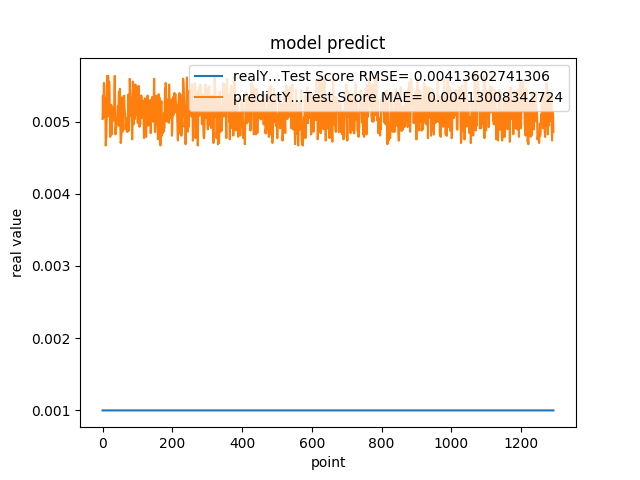 model predict
realY...Test Score RMSE= 0.00413602741306
predictY...Test Score MAE= 0.00413008342724
0.005
0.004
0.003
0.002
0.001
real value
0 200 400 600 800 1000 1200
point